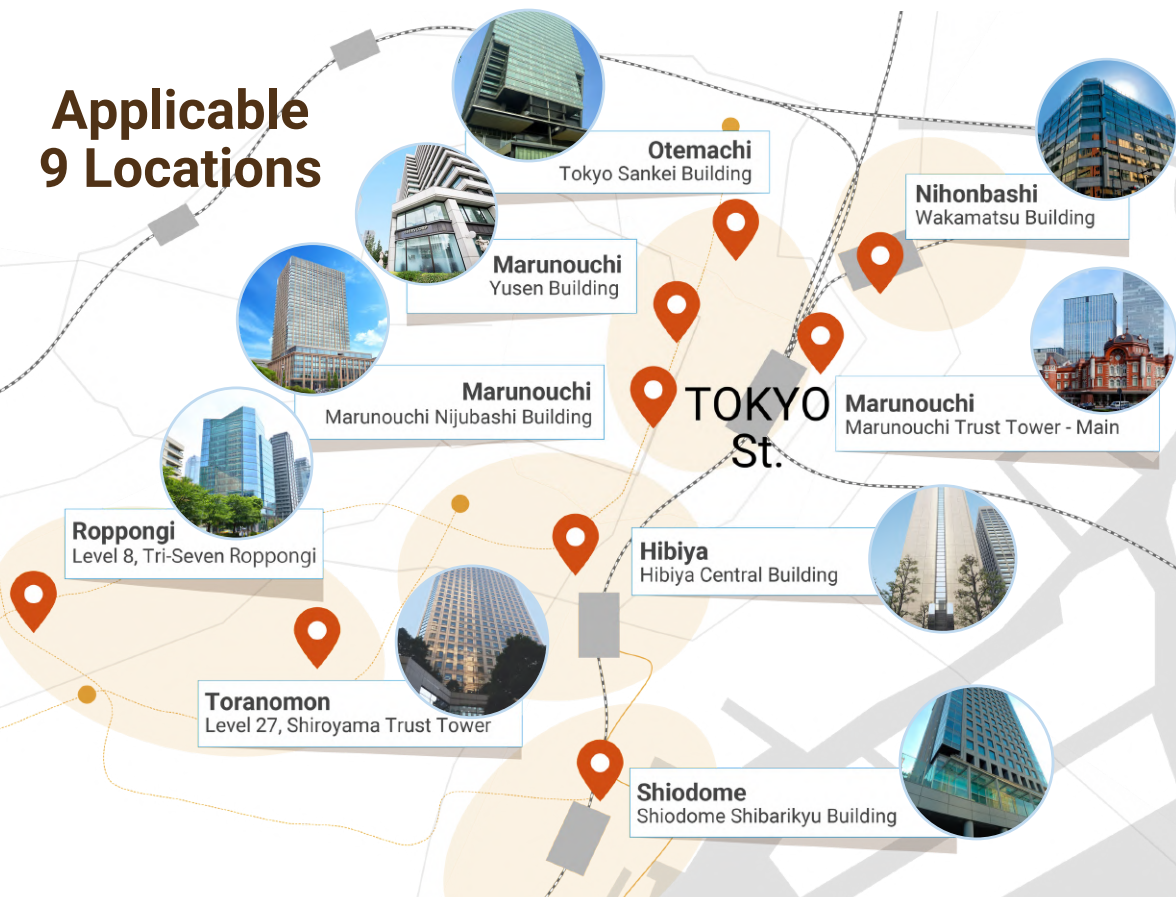 Applicable
9 Locations
Otemachi
Tokyo Sankei Building
Nihonbashi
Wakamatsu Building
Marunouchi
Yusen Building
Marunouchi
Marunouchi Nijubashi Building
TOKYO
St.
Marunouchi
Marunouchi Trust Tower - Main
Roppongi
Level 8, Tri-Seven Roppongi
Hibiya
Hibiya Central Building
Toranomon
Level 27, Shiroyama Trust Tower
Shiodome
Shiodome Shibarikyu Building